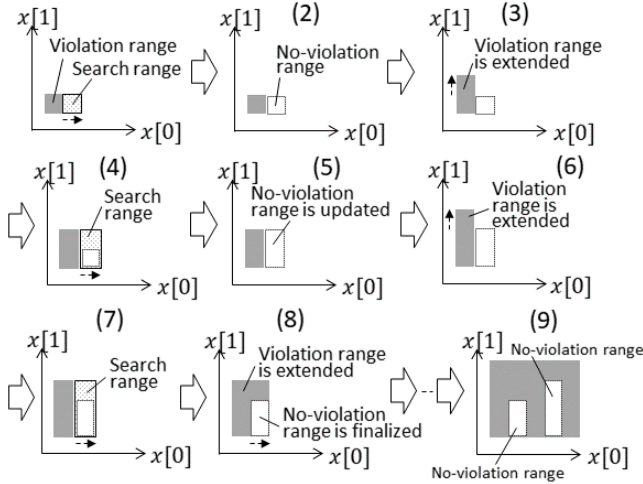 x[1]
Violation range
Search range
x[0]
(2)
x[1]
No-violation
range
x[0]
(3)
x[1]
Violation range
is extended
x[0]
(4)
x[1]
Search
range
x[0]
(5)
x[1]
No-violation
range is updated
x[0]
(6)
x[1]
Violation
range is
extended
x[0]
(7)
x[1]
Search
range
x[0]
(8)
x[1]
Violation range
is extended
No-violation
range is finalized
x[0]
(9)
x[1]
No-violation range
x[0]
No-violation range